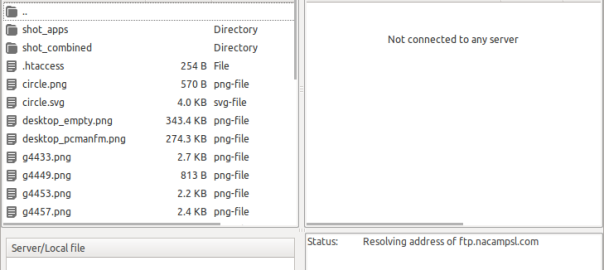 ..
shot_apps Directory
shot_combined Directory
.htaccess 254 B File
circle.png 570 B png-file
circle.svg 4.0 KB svg-file
desktop_empty.png 343.4 KB png-file
desktop_pcmanfm.png 274.3 KB png-file
g4433.png 2.7 KB png-file
g4449.png 813 B png-file
g4453.png 2.2 KB png-file
g4457.png 2.4 KB png-file
Not connected to any server
Server/Local file
Status: Resolving address of ftp.nacampsl.com